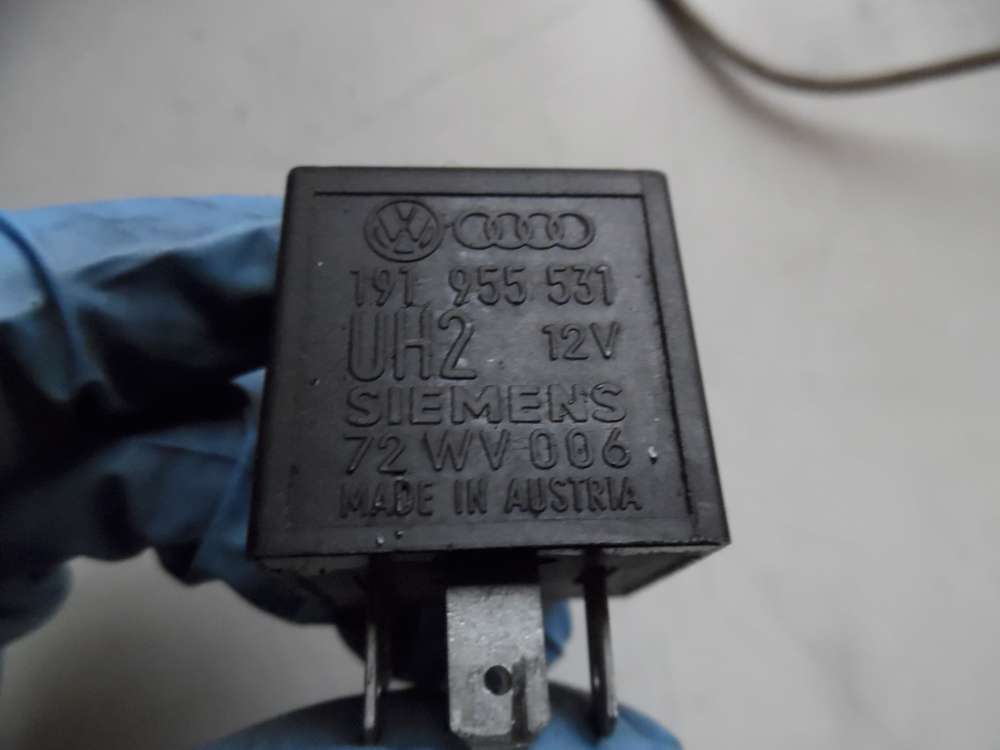 191 955 531
UH2 12V
SIEMENS
72 WV 006
MADE IN AUSTRIA